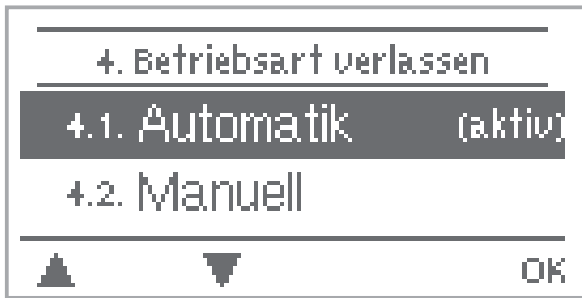 4. Betriebsart verlassen
4.1. Automatik (aktiv)
4.2. Manuell
OK